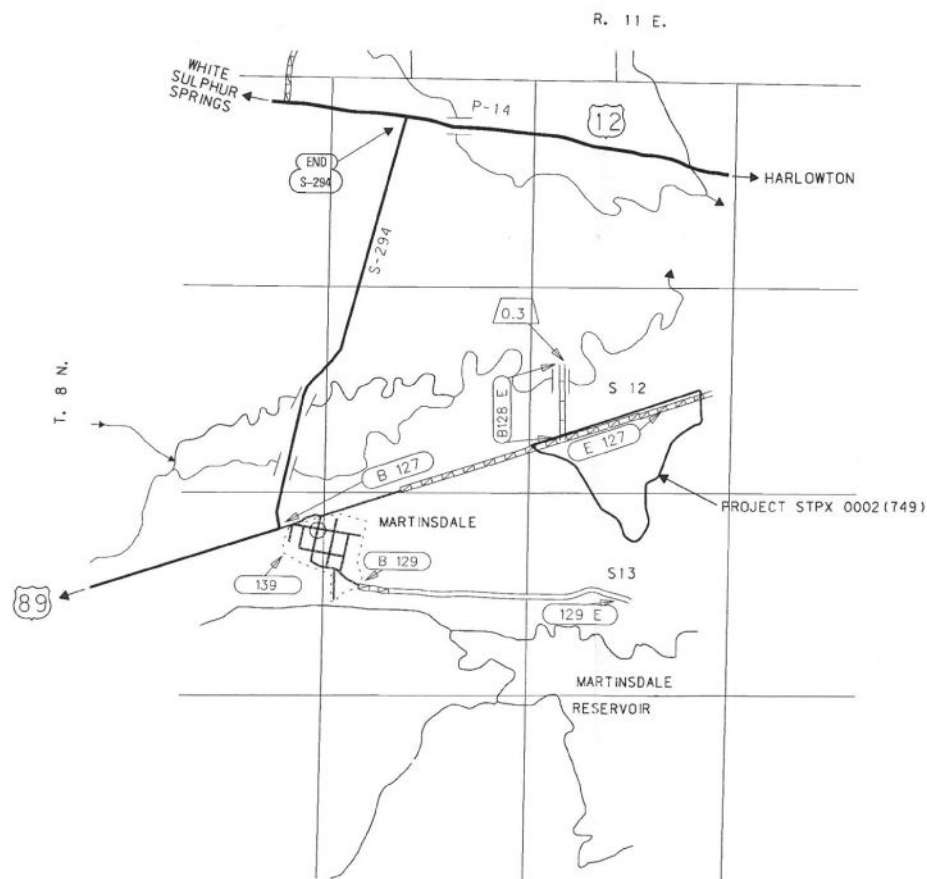 R. 11 E.
WHITE
SULPHUR
SPRINGS
P-14
12
END
S-294
HARLOWTON
S-294
0.3
T. 8 N.
B128 E
S 12
E 127
B 127
PROJECT STPX 0002(749)
MARTINSDALE
B 129
S13
139
89
129 E
MARTINSDALE
RESERVOIR